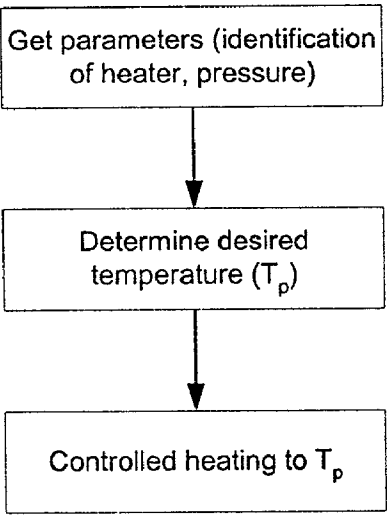 Get parameters (identification
of heater, pressure)
Determine desired
temperature (Tp)
Controlled heating to Tp